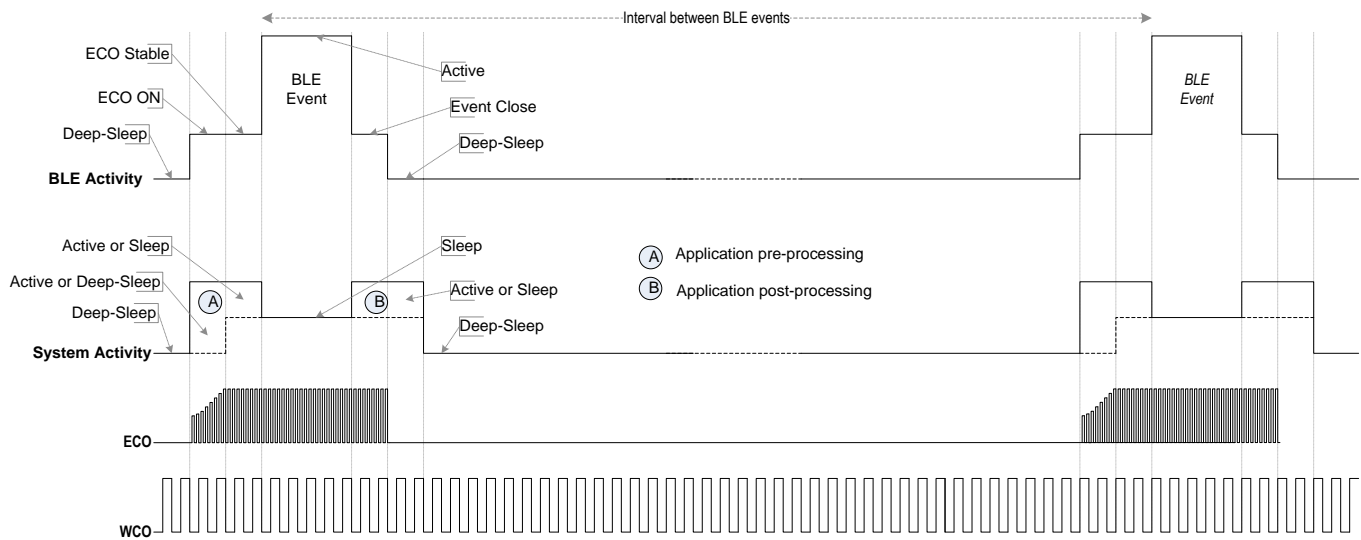 Interval between BLE events
ECO Stable
ECO ON
Deep-Sleep
BLE Activity
BLE
Event
Active
Event Close
Deep-Sleep
BLE
Event
Active or Sleep
Active or Deep-Sleep
Deep-Sleep
System Activity
A
Sleep
B
Active or Sleep
Deep-Sleep
A Application pre-processing
B Application post-processing
ECO
WCO